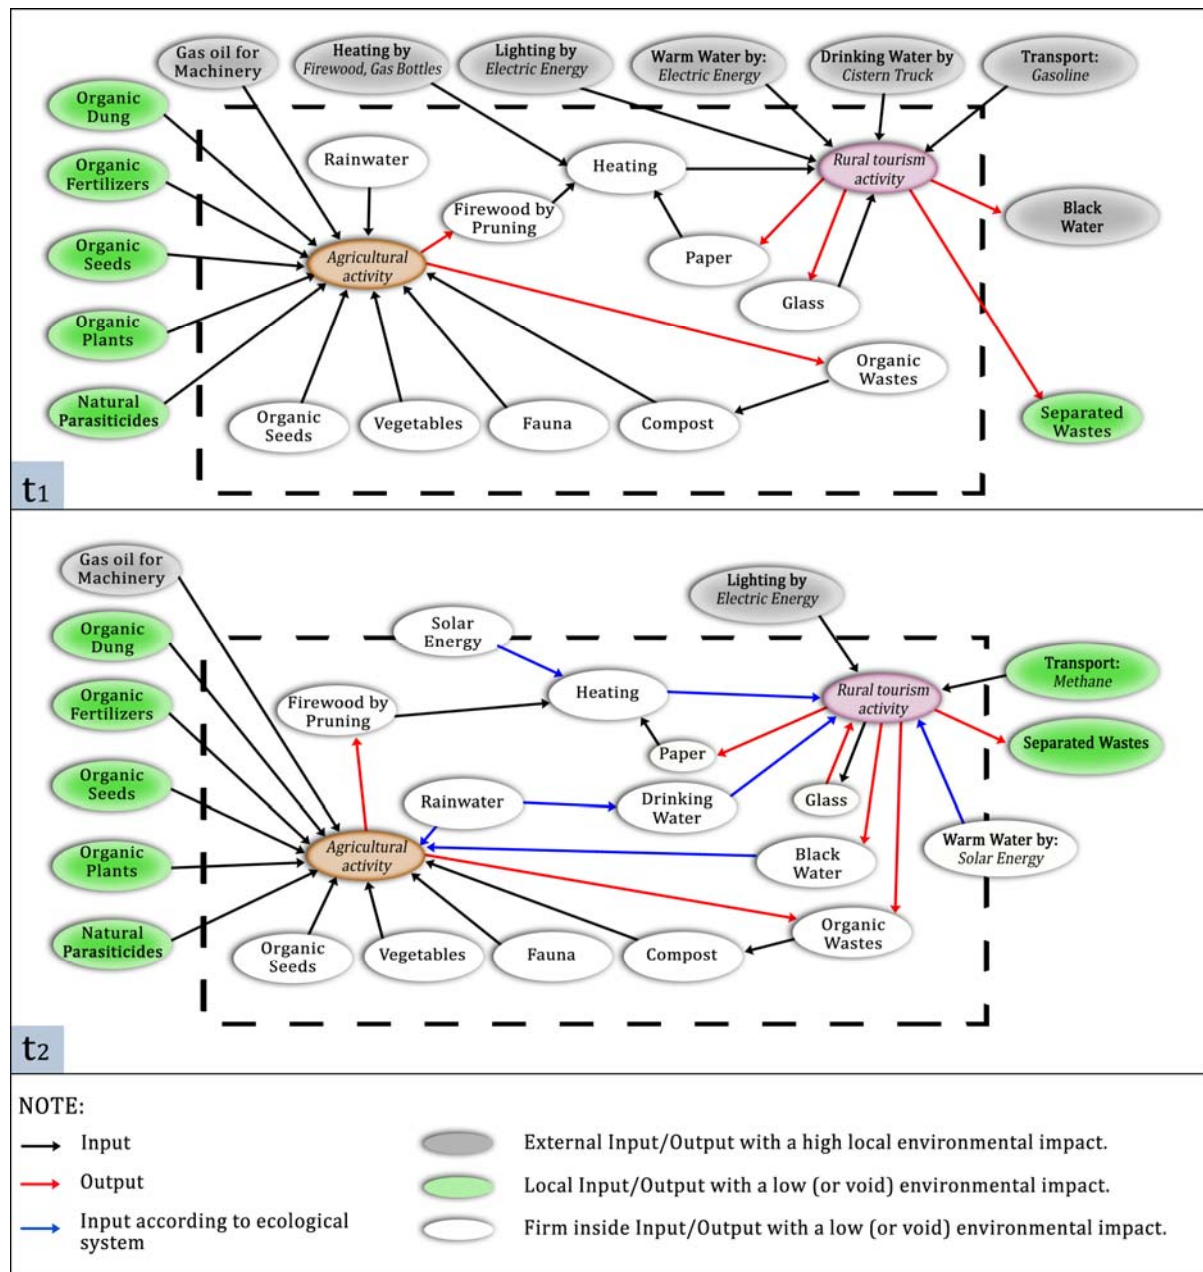 Gas oil for
Machinery
Heating by
Firewood, Gas Bottles
Lighting by
Electric Energy
Warm Water by:
Electric Energy
Drinking Water by
Cistern Truck
Transport:
Gasoline
Organic
Dung
Organic
Fertilizers
Organic
Seeds
Organic
Plants
Natural
Parasiticides
Rainwater
Firewood by
Pruning
Heating
Rural tourism
activity
Black
Water
Paper
Glass
Agricultural
activity
Organic
Wastes
Organic
Seeds
Vegetables
Fauna
Compost
Separated
Wastes
t1
Gas oil for
Machinery
Organic
Dung
Organic
Fertilizers
Organic
Seeds
Organic
Plants
Natural
Parasiticides
Solar
Energy
Lighting by
Electric Energy
Firewood by
Pruning
Heating
Rural tourism
activity
Transport:
Methane
Separated Wastes
Paper
Rainwater
Drinking
Water
Glass
Agricultural
activity
Black
Water
Warm Water by:
Solar Energy
Organic
Wastes
Organic
Seeds
Vegetables
Fauna
Compost
t2
NOTE:
Input
Output
Input according to ecological
system
External Input/Output with a high local environmental impact.
Local Input/Output with a low (or void) environmental impact.
Firm inside Input/Output with a low (or void) environmental impact.